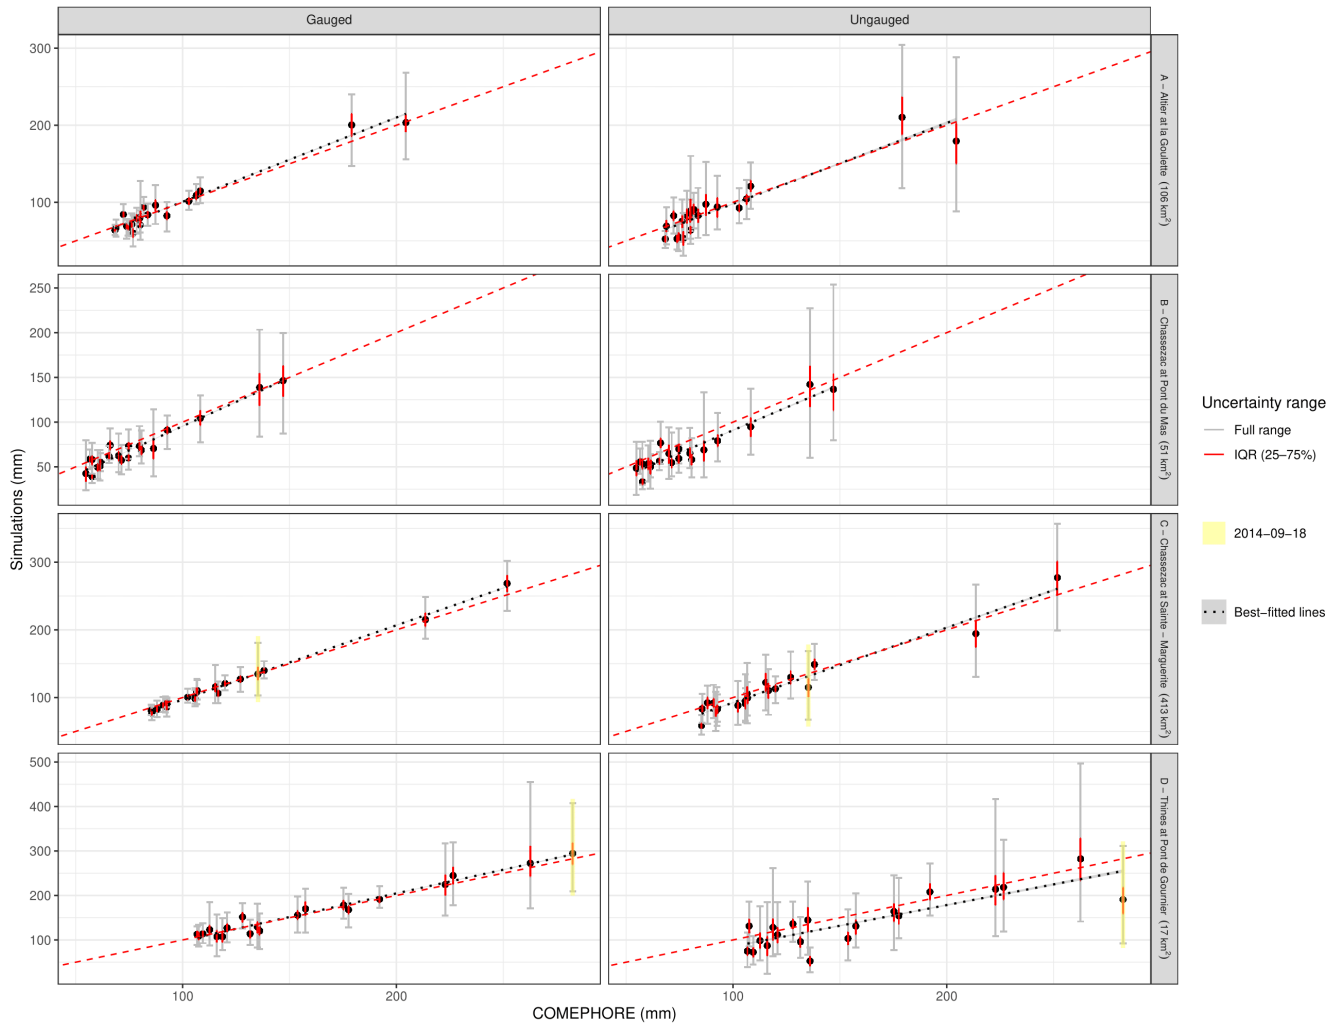 Gauged
Ungauged
300
200
100
A – Altier at la Goulette (106 km²)
250
200
150
100
50
B – Chassezac at Pont du Mas (51 km²)
300
200
100
C – Chassezac at Sainte – Marguerite (413 km²)
500
400
300
200
100
D – Thines at Pont de Gournier (17 km²)
Simulations (mm)
100
200
100
200
COMEPHORE (mm)
Uncertainty range
Full range
IQR (25–75%)
2014–09–18
Best–fitted lines